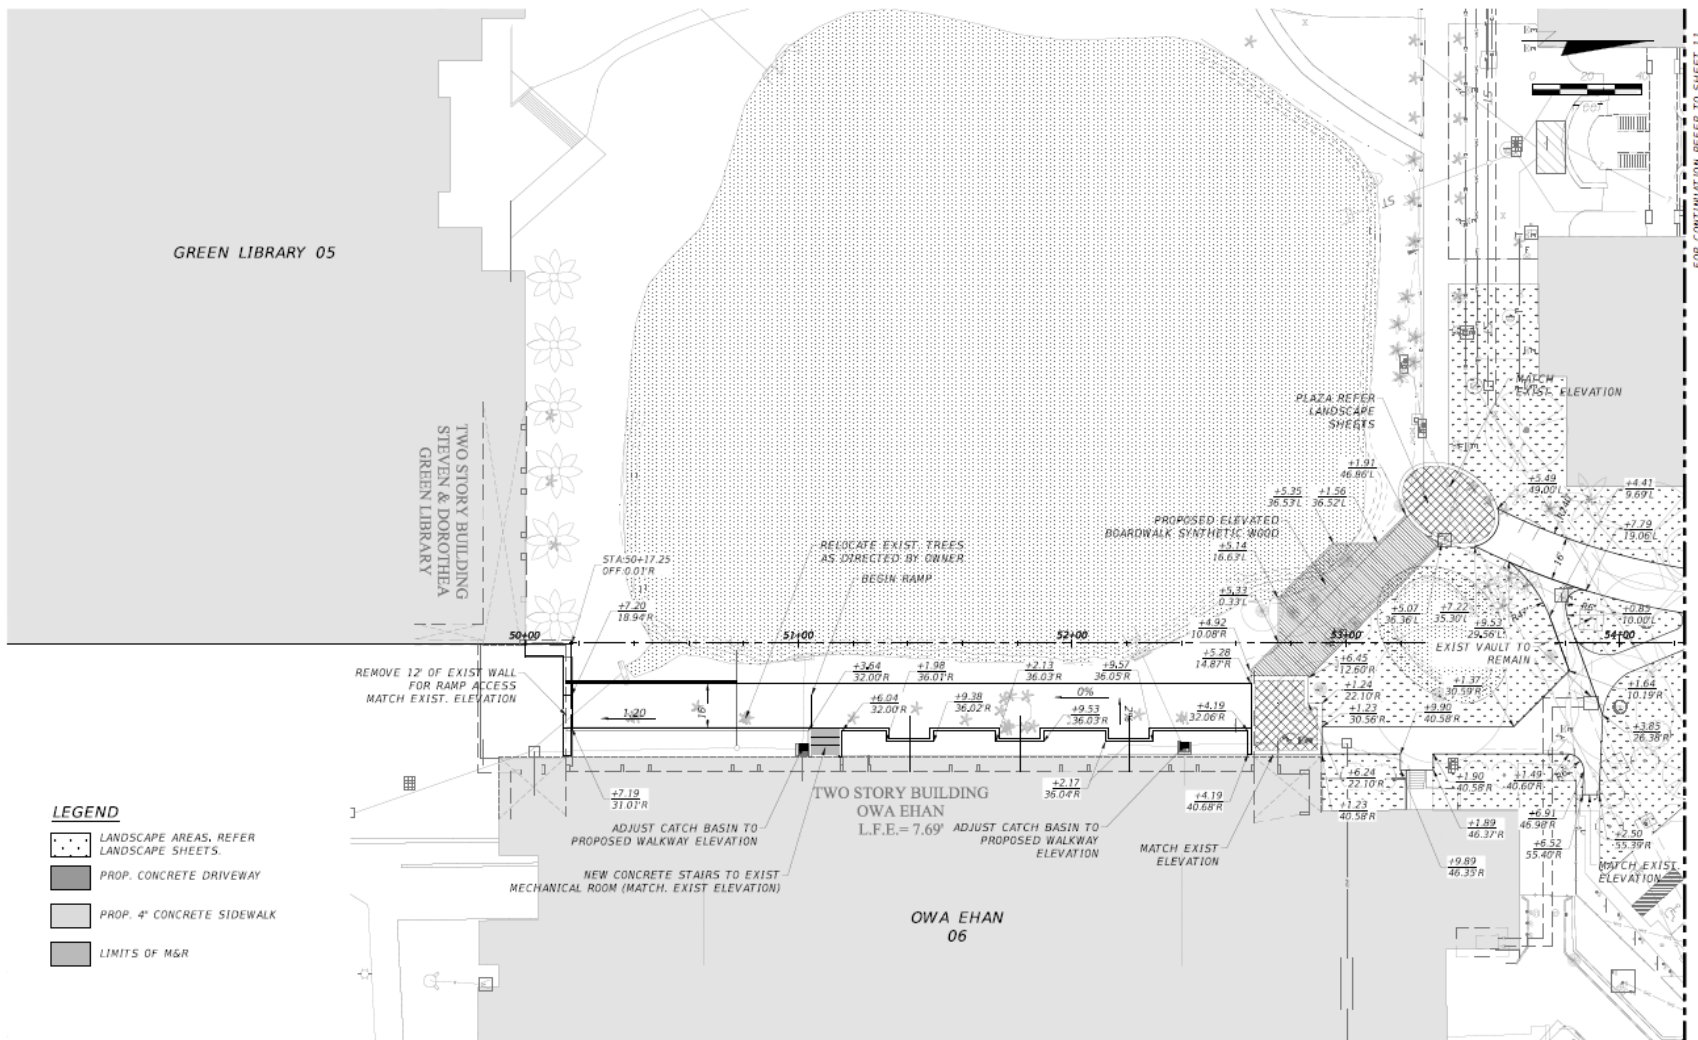 FOR CONTINUATION REFER TO SHEET 11
0 20 40
ST
ST
GREEN LIBRARY 05
MATCH
EXIST. ELEVATION
PLAZA REFER
LANDSCAPE
SHEETS
+1.91
46.86'L
+5.35
36.53'L
+1.56
36.52'L
+5.49
49.00'L
+4.41
9.69'L
+7.79
19.06'L
16'
PROPOSED ELEVATED
BOARDWALK SYNTHETIC WOOD
+5.14
16.63'L
TWO STORY BUILDING
STEVEN & DOROTHEA
GREEN LIBRARY
RELOCATE EXIST. TREES
AS DIRECTED BY OWNER
BEGIN RAMP
STA:50+17.25
OFF:0.01'R
+7.20
18.94'R
+5.33
0.33'L
+4.92
10.08'R
+5.07
36.36'L
+7.22
35.30'L
+9.53
29.56'L
+0.85
10.00'L
50+00
51+00
52+00
53+00
54+00
EXIST VAULT TO
REMAIN
REMOVE 12' OF EXIST WALL
FOR RAMP ACCESS
MATCH EXIST. ELEVATION
+3.64
32.00'R
+1.98
36.01'R
+2.13
36.03'R
+9.57
36.05'R
+5.28
14.87'R
+6.45
12.60'R
+1.24
22.10'R
+1.23
30.56'R
+1.37
30.59'R
+9.90
40.58'R
+1.64
10.19'R
+3.85
26.38'R
1:20
16'
+6.04
32.00'R
+9.38
36.02'R
0%
+9.53
36.03'R
2%
+4.19
32.06'R
+7.19
31.01'R
+2.17
36.04'R
+4.19
40.68'R
+6.24
22.10'R
+1.23
40.58'R
+1.90
40.58'R
+1.49
40.60'R
+1.89
46.37'R
+6.91
46.98'R
+6.52
55.40'R
+2.50
55.39'R
+9.89
46.35'R
TWO STORY BUILDING
OWA EHAN
L.F.E.= 7.69'
ADJUST CATCH BASIN TO
PROPOSED WALKWAY ELEVATION
ADJUST CATCH BASIN TO
PROPOSED WALKWAY
ELEVATION
MATCH EXIST
ELEVATION
MATCH EXIST.
ELEVATION
NEW CONCRETE STAIRS TO EXIST
MECHANICAL ROOM (MATCH. EXIST ELEVATION)
OWA EHAN
06
LEGEND
LANDSCAPE AREAS. REFER
LANDSCAPE SHEETS.
PROP. CONCRETE DRIVEWAY
PROP. 4" CONCRETE SIDEWALK
LIMITS OF M&R